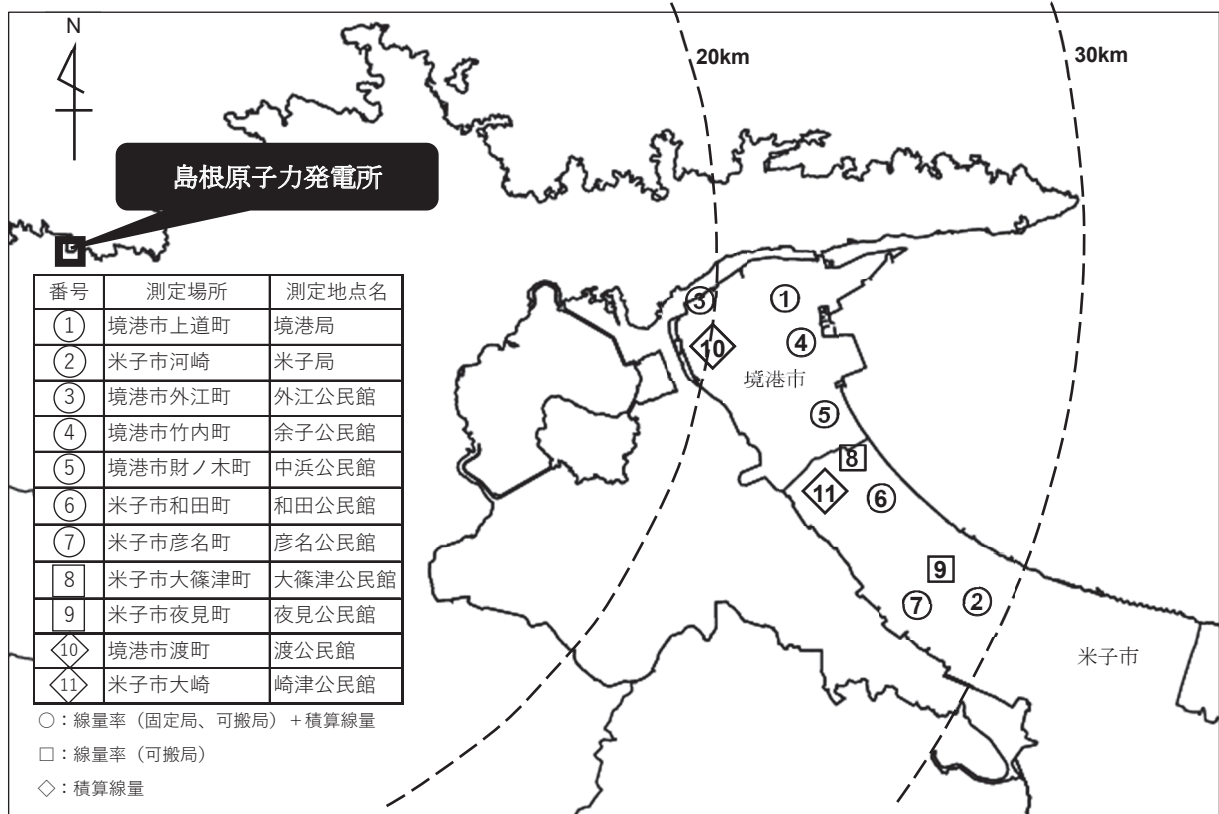 N
20km
30km
島根原子力発電所
番号 測定場所 測定地点名
① 境港市上道町 境港局
② 米子市河崎 米子局
③ 境港市外江町 外江公民館
④ 境港市竹内町 余子公民館
⑤ 境港市財ノ木町 中浜公民館
⑥ 米子市和田町 和田公民館
⑦ 米子市彦名町 彦名公民館
8 米子市大篠津町 大篠津公民館
9 米子市夜見町 夜見公民館
10 境港市渡町 渡公民館
11 米子市大崎 崎津公民館
○：線量率（固定局、可搬局）＋積算線量
□：線量率（可搬局）
◇：積算線量
③
①
10
④
境港市
⑤
8
11
⑥
9
⑦
②
米子市